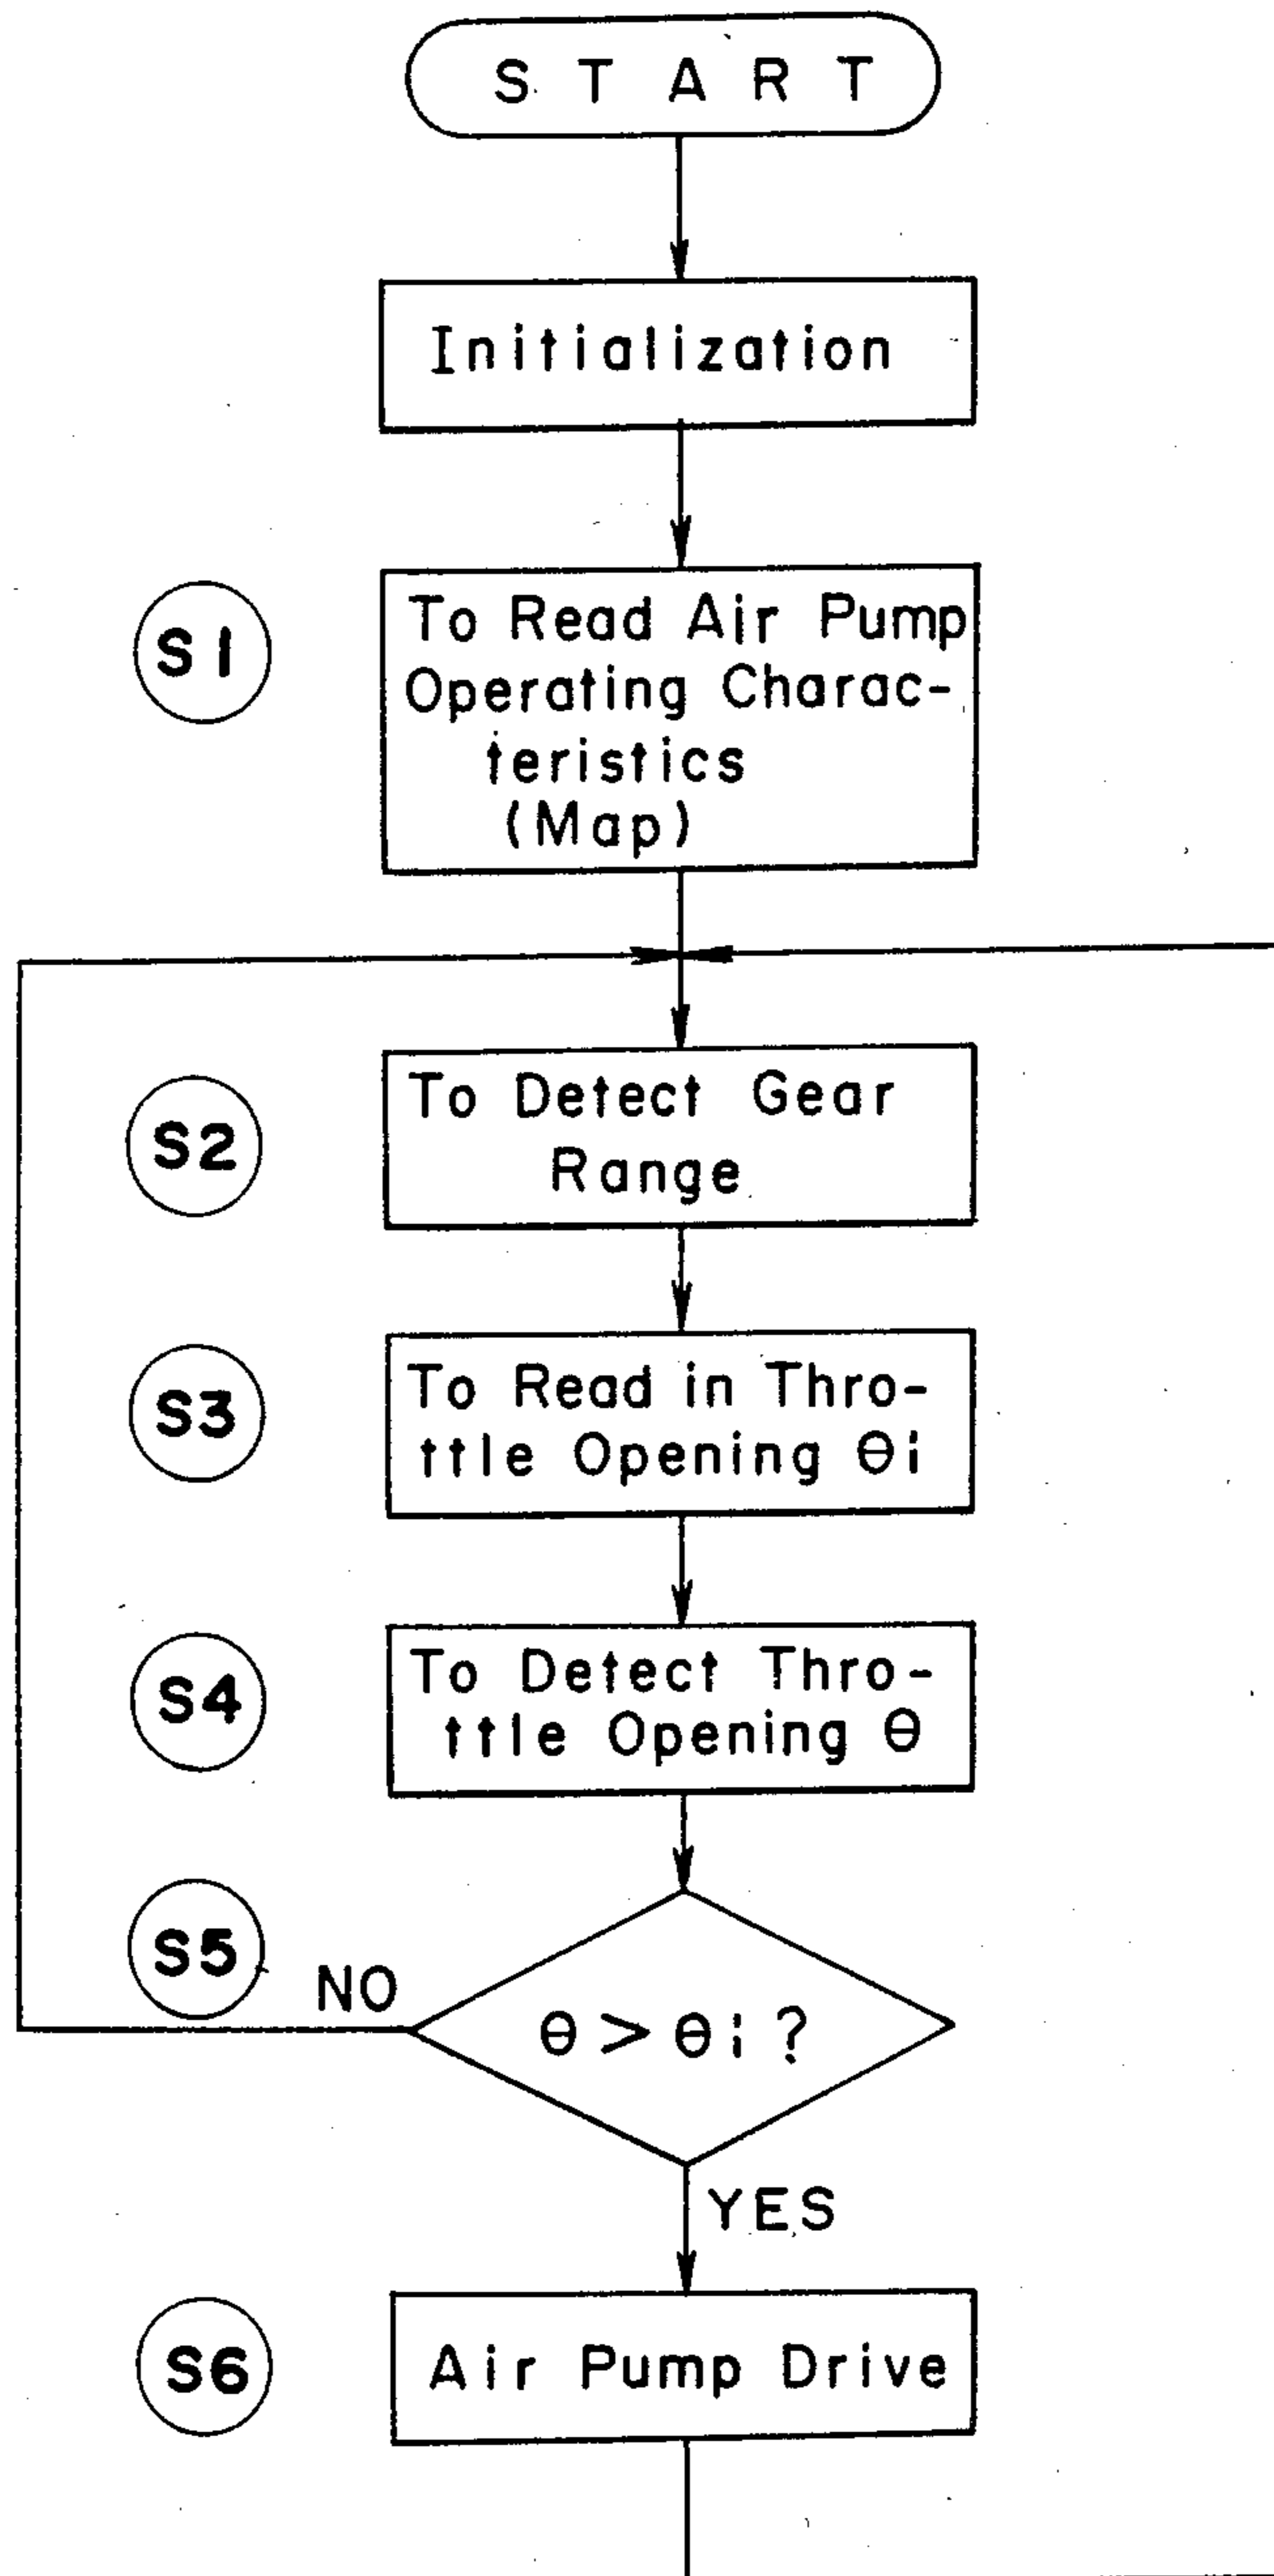 START
Initialization
S1
To Read Air Pump
Operating Charac-
teristics
(Map)
S2
To Detect Gear
Range
S3
To Read in Thro-
ttle Opening θi
S4
To Detect Thro-
ttle Opening θ
S5
NO
θ > θi ?
YES
S6
Air Pump Drive